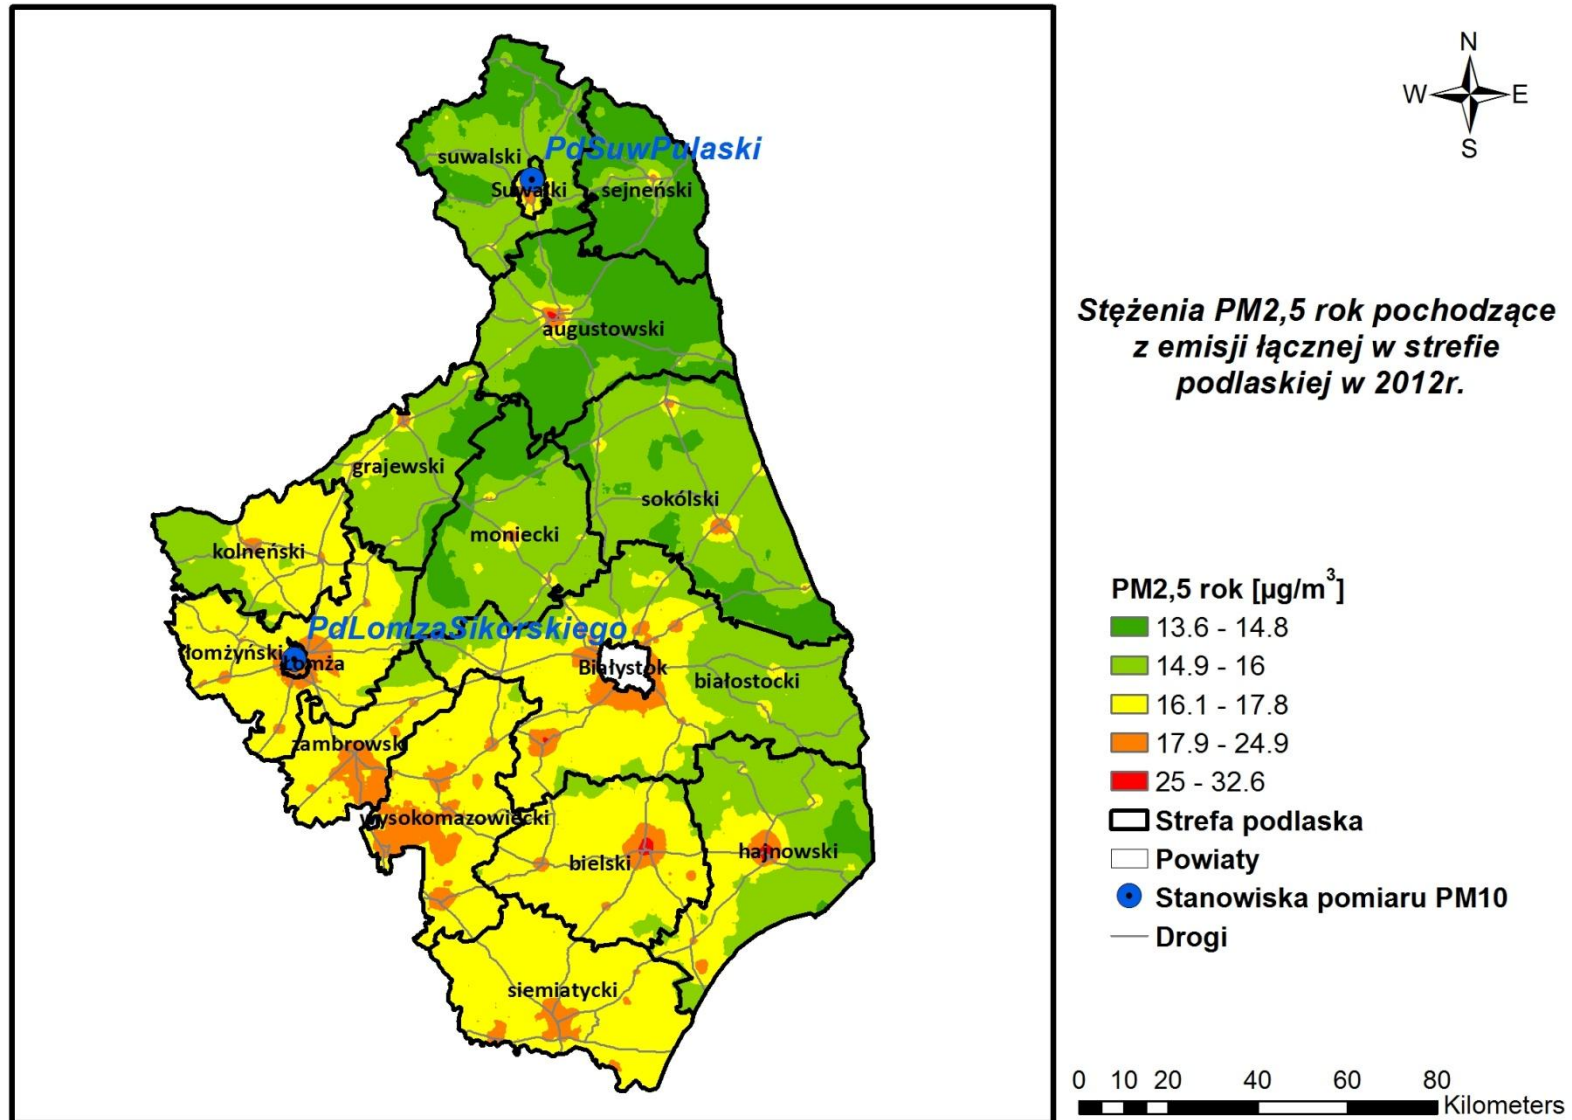 N
W E
S
PdSuwPulaski
suwalski
Suwałki
sejneński
augustowski
grajewski
sokólski
moniecki
kolneński
PdLomzaSikorskiego
łomżyński
Łomża
Białystok
białostocki
zambrowski
wysokomazowiecki
bielski
hajnowski
siemiatycki
Stężenia PM2,5 rok pochodzące
z emisji łącznej w strefie
podlaskiej w 2012r.
PM2,5 rok [µg/m³]
13.6 - 14.8
14.9 - 16
16.1 - 17.8
17.9 - 24.9
25 - 32.6
Strefa podlaska
Powiaty
Stanowiska pomiaru PM10
Drogi
0 10 20 40 60 80
Kilometers